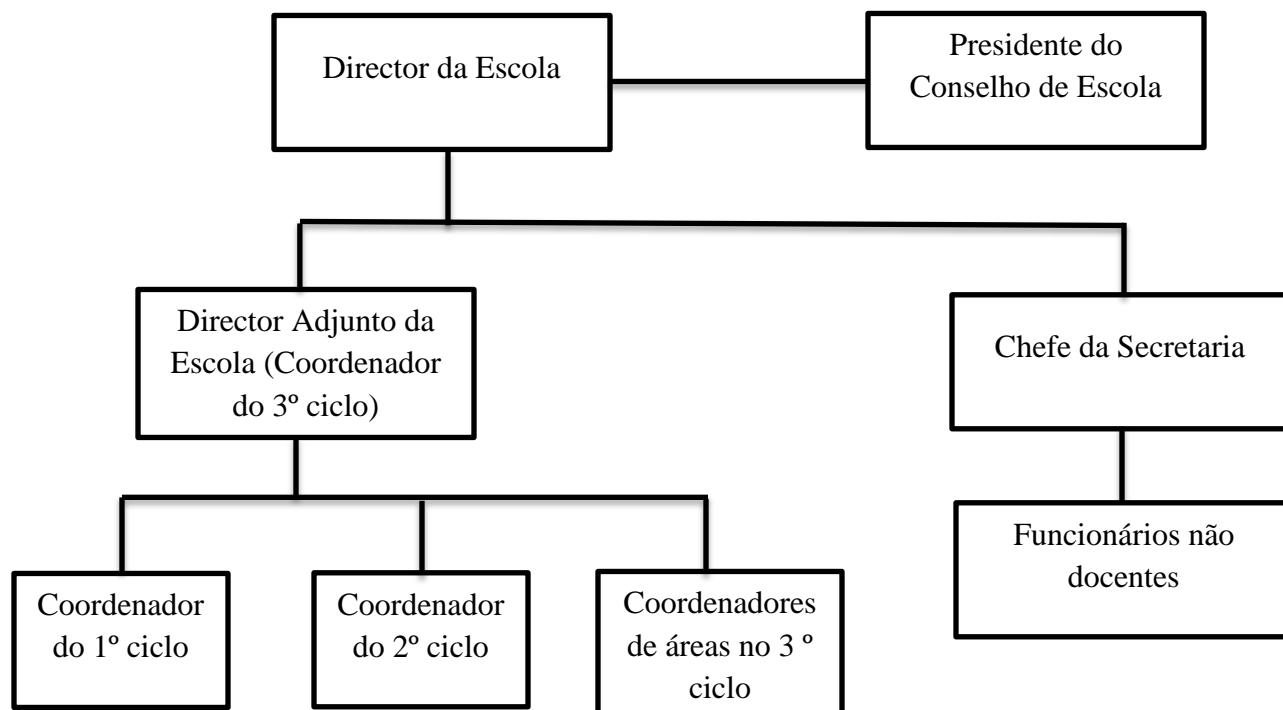 Director da Escola
Presidente do
Conselho de Escola
Director Adjunto da
Escola (Coordenador
do 3º ciclo)
Chefe da Secretaria
Coordenador
do 1º ciclo
Coordenador
do 2º ciclo
Coordenadores
de áreas no 3 º
ciclo
Funcionários não
docentes